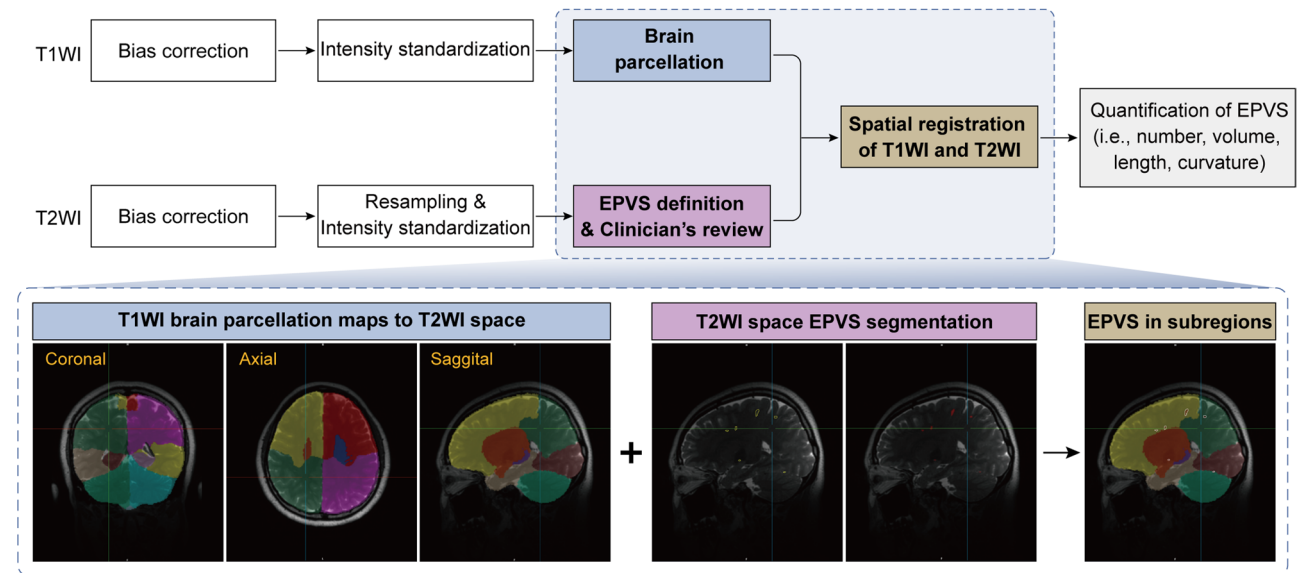 T1WI
Bias correction
Intensity standardization
Brain
parcellation
Spatial registration
of T1WI and T2WI
Quantification of EPVS
(i.e., number, volume,
length, curvature)
T2WI
Bias correction
Resampling &
Intensity standardization
EPVS definition
& Clinician's review
T1WI brain parcellation maps to T2WI space
T2WI space EPVS segmentation
EPVS in subregions
Coronal
Axial
Saggital
+